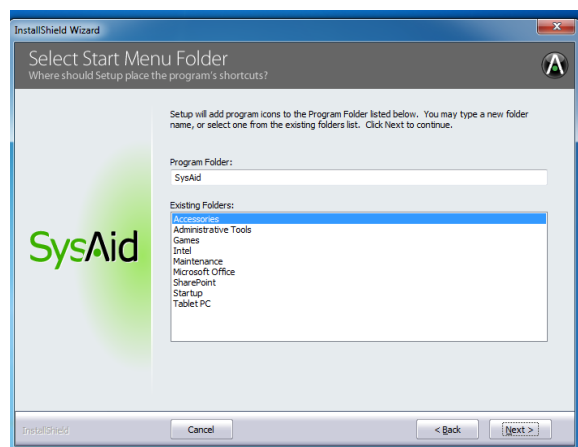 InstallShield Wizard
Select Start Menu Folder
Where should Setup place the program's shortcuts?
Setup will add program icons to the Program Folder listed below. You may type a new folder
name, or select one from the existing folders list. Click Next to continue.
Program Folder:
SysAid
Existing Folders:
Accessories
Administrative Tools
Games
Intel
Maintenance
Microsoft Office
SharePoint
Startup
Tablet PC
SysAid
InstallShield
Cancel
< Back
Next >